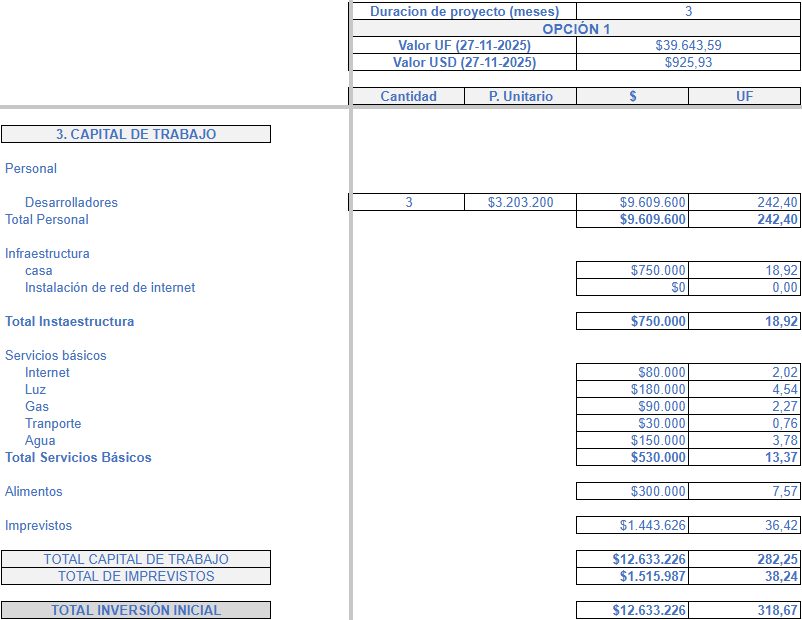 Duracion de proyecto (meses) 3
OPCIÓN 1
Valor UF (27-11-2025) $39.643,59
Valor USD (27-11-2025) $925,93
Cantidad P. Unitario $ UF
3. CAPITAL DE TRABAJO
Personal
Desarrolladores 3 $3.203.200 $9.609.600 242,40
Total Personal $9.609.600 242,40
Infraestructura
casa $750.000 18,92
Instalación de red de internet $0 0,00
Total Instaestructura $750.000 18,92
Servicios básicos
Internet $80.000 2,02
Luz $180.000 4,54
Gas $90.000 2,27
Tranporte $30.000 0,76
Agua $150.000 3,78
Total Servicios Básicos $530.000 13,37
Alimentos $300.000 7,57
Imprevistos $1.443.626 36,42
TOTAL CAPITAL DE TRABAJO $12.633.226 282,25
TOTAL DE IMPREVISTOS $1.515.987 38,24
TOTAL INVERSIÓN INICIAL $12.633.226 318,67